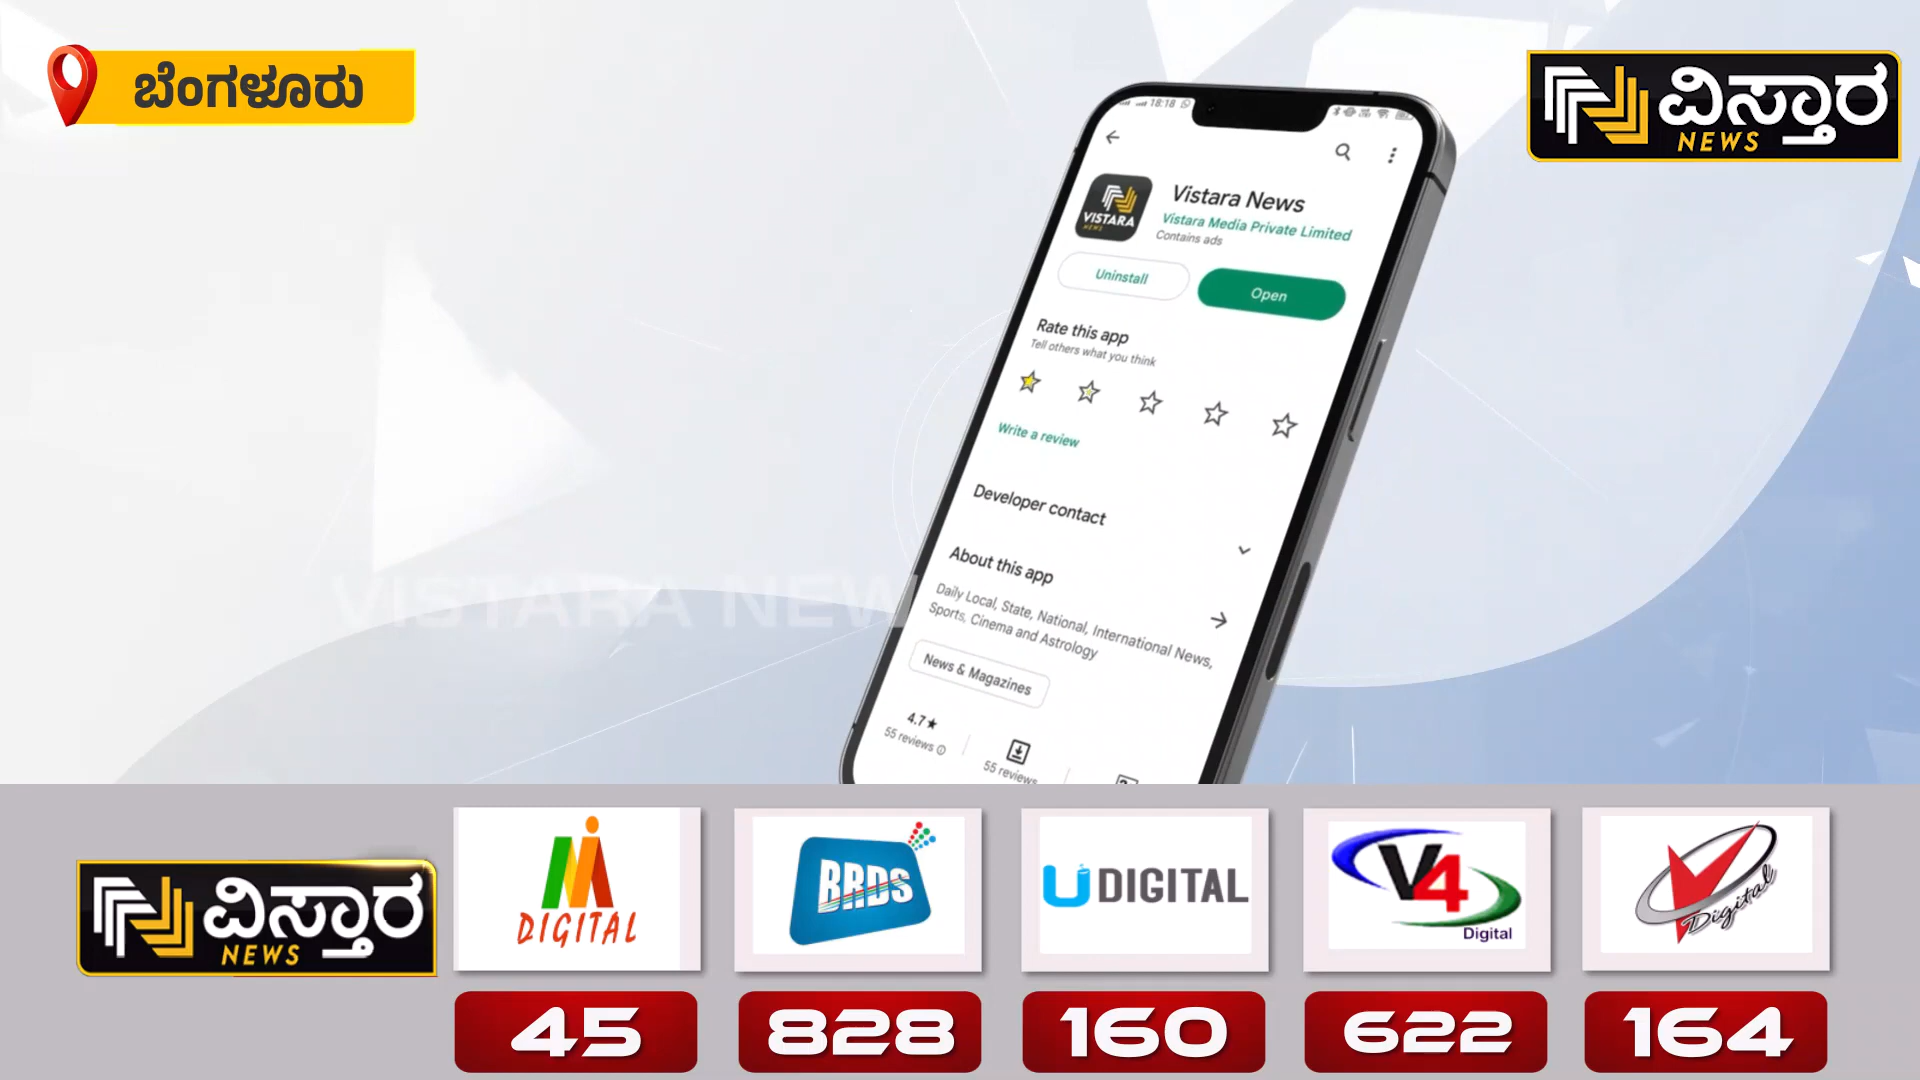 ಬೆಂಗಳೂರು
ವಿಸ್ತಾರ
NEWS
18:18
Vistara News
Vistara Media Private Limited
Contains ads
VISTARA
NEWS
Uninstall
Open
Rate this app
Tell others what you think
Write a review
Developer contact
About this app
Daily Local, State, National, International News,
Sports, Cinema and Astrology
News & Magazines
4.7★
55 reviews
55 reviews
VISTARA NEW
ವಿಸ್ತಾರ
NEWS
DIGITAL
BRDS
U DIGITAL
V4
Digital
V Digital
45
828
160
622
164